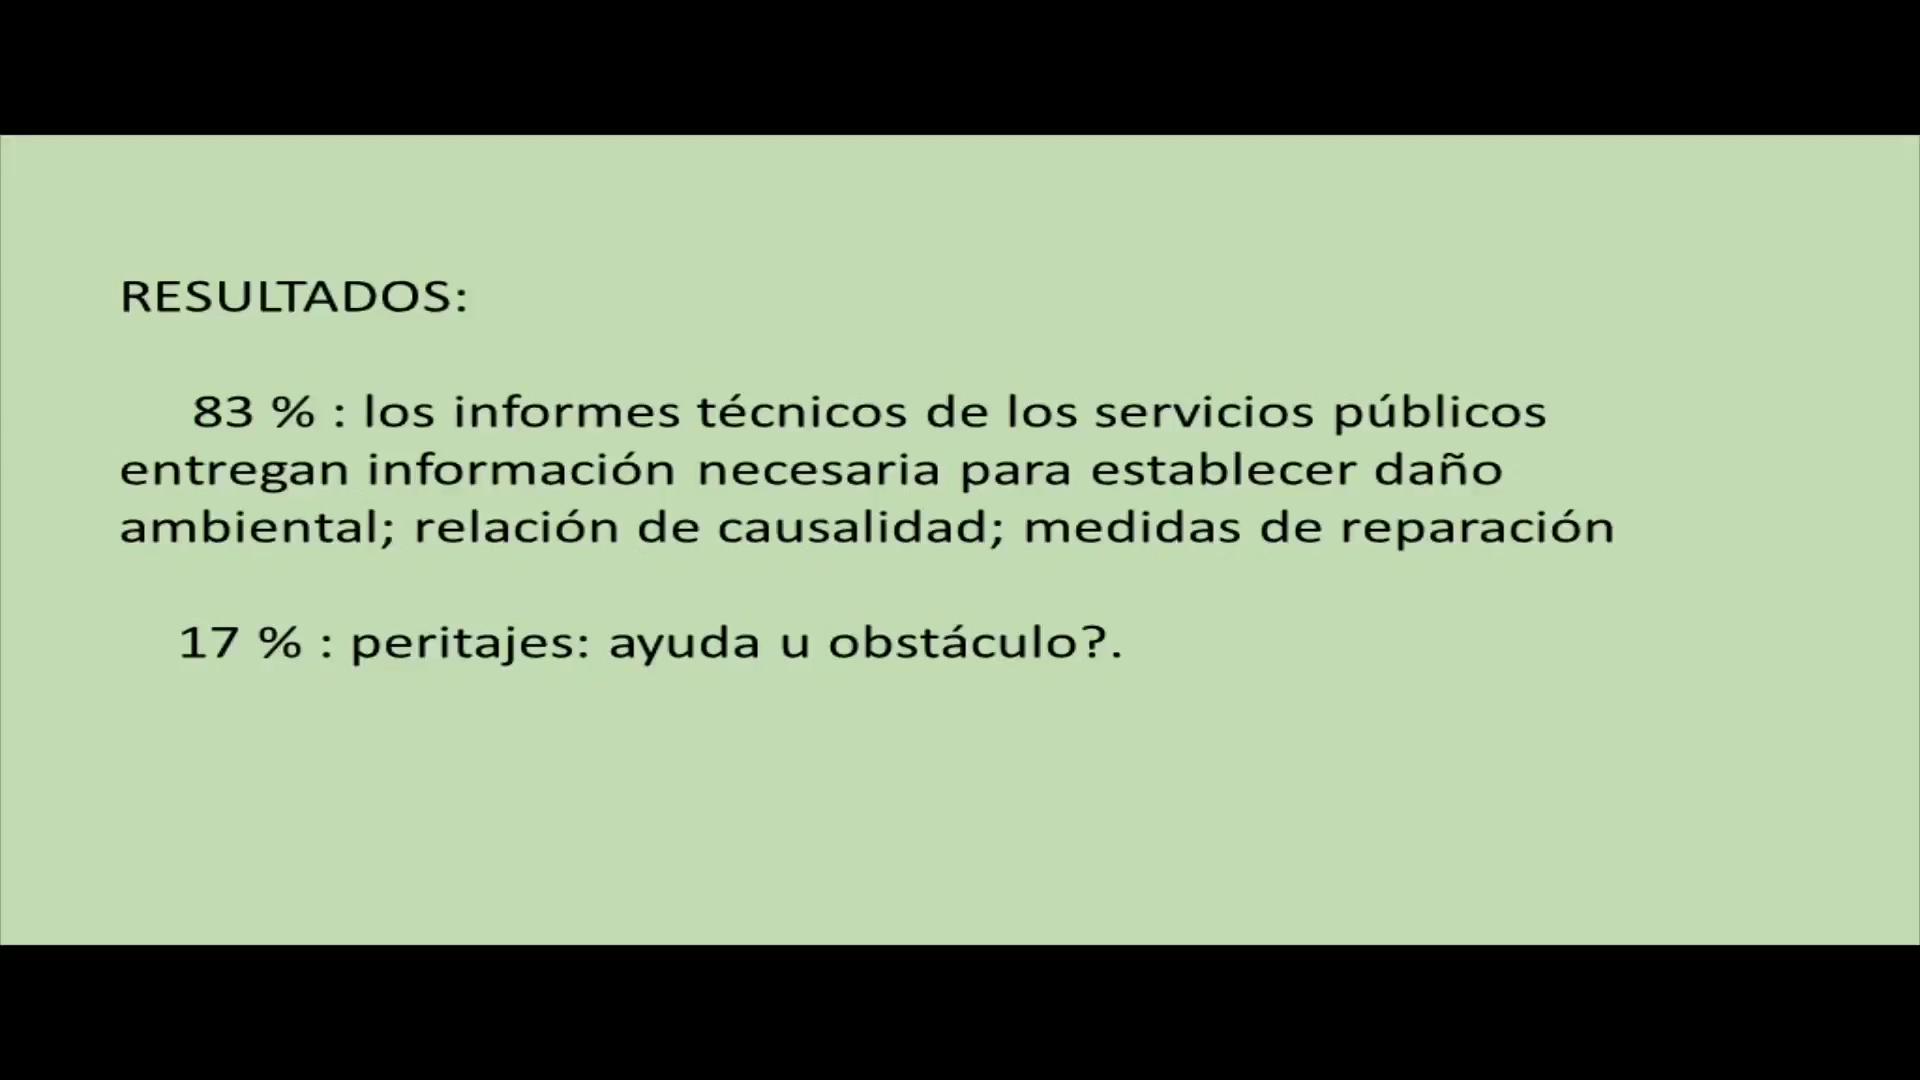 RESULTADOS:
83 % : los informes técnicos de los servicios públicos
entregan información necesaria para establecer daño
ambiental; relación de causalidad; medidas de reparación
17 % : peritajes: ayuda u obstáculo?.